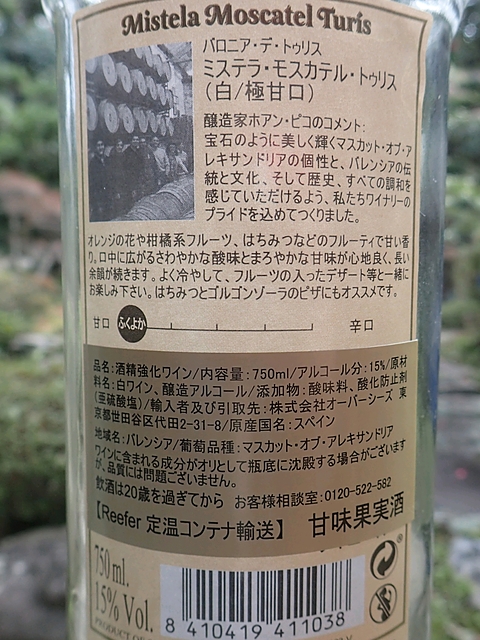 Mistela Moscatel Turís
バロニア・デ・トゥリス
ミステラ・モスカテル・トゥリス
(白/極甘口)
醸造家ホアン・ピコのコメント:
宝石のように美しく輝くマスカット・オブ・ア
レキサンドリアの個性と、バレンシアの伝
統と文化、そして歴史、すべての調和を
感じていただけるよう、私たちワイナリーの
プライドを込めてつくりました。
オレンジの花や柑橘系フルーツ、はちみつなどのフルーティで甘い香
り。口中に広がるさわやかな酸味とまろやかな甘味が心地良く、長い
余韻が続きます。よく冷やして、フルーツの入ったデザート等と一緒に
お楽しみ下さい。はちみつとゴルゴンゾーラのピザにもオススメです。
甘口 ふくよか 辛口
品名:酒精強化ワイン/内容量:750ml/アルコール分:15%/原材
料名:白ワイン、醸造アルコール/添加物:酸味料、酸化防止剤
(亜硫酸塩)/輸入者及び引取先:株式会社オーバーシーズ 東
京都世田谷区代田2-31-8/原産国名:スペイン
地域名:バレンシア/葡萄品種:マスカット・オブ・アレキサンドリア
ワインに含まれる成分がオリとして瓶底に沈殿する場合がございます
が、品質には問題ございません。
飲酒は20歳を過ぎてから お客様相談室:0120-522-582
【Reefer 定温コンテナ輸送】 甘味果実酒
750ml.
15% Vol.
PRODUCT OF
8 410419 411038